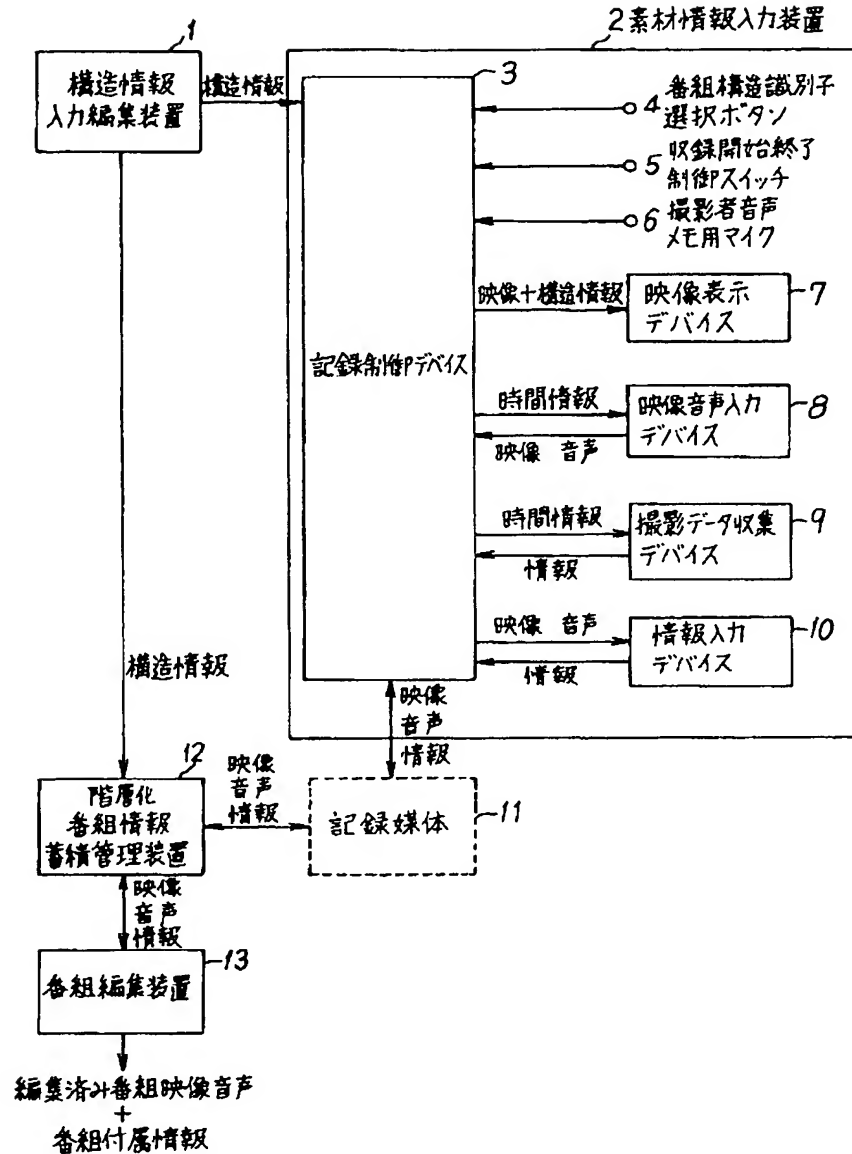 1
構造情報
入力編集装置
構造情報
2素材情報入力装置
3
記録制御デバイス
4 番組構造識別子
選択ボタン
5 収録開始終了
制御スイッチ
6 撮影者音声
メモ用マイク
映像+構造情報
映像表示
デバイス
7
時間情報
映像 音声
映像音声入力
デバイス
8
時間情報
情報
撮影データ収集
デバイス
9
映像 音声
情報
情報入力
デバイス
10
構造情報
映像
音声
情報
12
階層化
番組情報
蓄積管理装置
映像
音声
情報
記録媒体
11
映像
音声
情報
13
番組編集装置
編集済み番組映像音声
+
番組付属情報